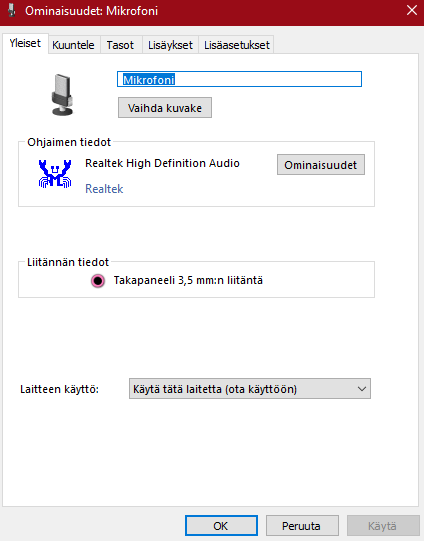 Ominaisuudet: Mikrofoni
Yleiset Kuuntele Tasot Lisäykset Lisäasetukset
Mikrofoni
Vaihda kuvake
Ohjaimen tiedot
Realtek High Definition Audio
Ominaisuudet
Realtek
Liitännän tiedot
Takapaneeli 3,5 mm:n liitäntä
Laitteen käyttö: Käytä tätä laitetta (ota käyttöön)
OK Peruuta Käytä